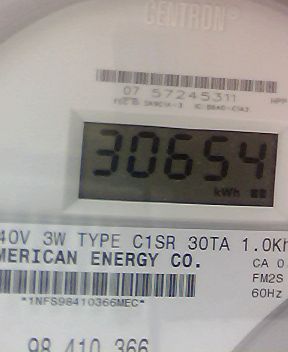 CENTRON®
07 57245311
30654
kWh
40V 3W TYPE C1SR 30TA 1.0Kh
MERICAN ENERGY CO.
CA 0.
FM2S
60Hz
*1NFS98410366MEC*
98 410 366